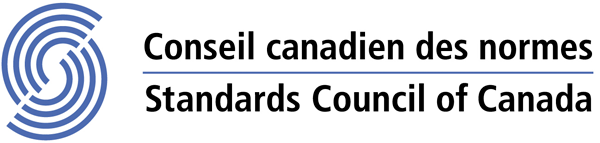 Conseil canadien des normes
Standards Council of Canada